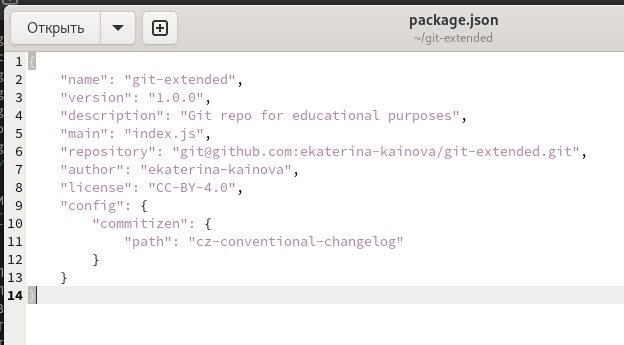 Открыть
package.json
~/git-extended
1 {
2 "name": "git-extended",
3 "version": "1.0.0",
4 "description": "Git repo for educational purposes",
5 "main": "index.js",
6 "repository": "git@github.com:ekaterina-kainova/git-extended.git",
7 "author": "ekaterina-kainova",
8 "license": "CC-BY-4.0",
9 "config": {
10 "commitizen": {
11 "path": "cz-conventional-changelog"
12 }
13 }
14 }